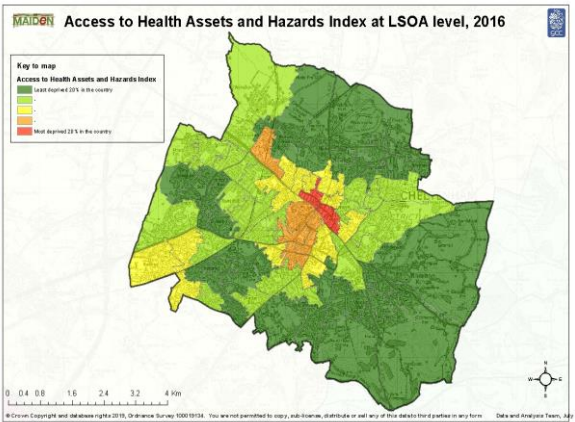 MAIDEN
Access to Health Assets and Hazards Index at LSOA level, 2016
GCC
Key to map
Access to Health Assets and Hazards Index
Least deprived 20% in the country
-
-
-
Most deprived 20% in the country
N
W E
S
0 0.4 0.8 1.6 2.4 3.2 4 Km
© Crown Copyright and database rights 2019, Ordnance Survey 100019134. You are not permitted to copy, sub-license, distribute or sell any of this data to third parties in any form
Data and Analysis Team, July